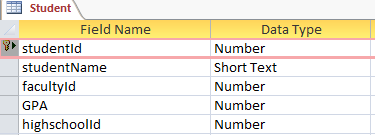 Student
Field Name Data Type
studentId Number
studentName Short Text
facultyId Number
GPA Number
highschoolId Number